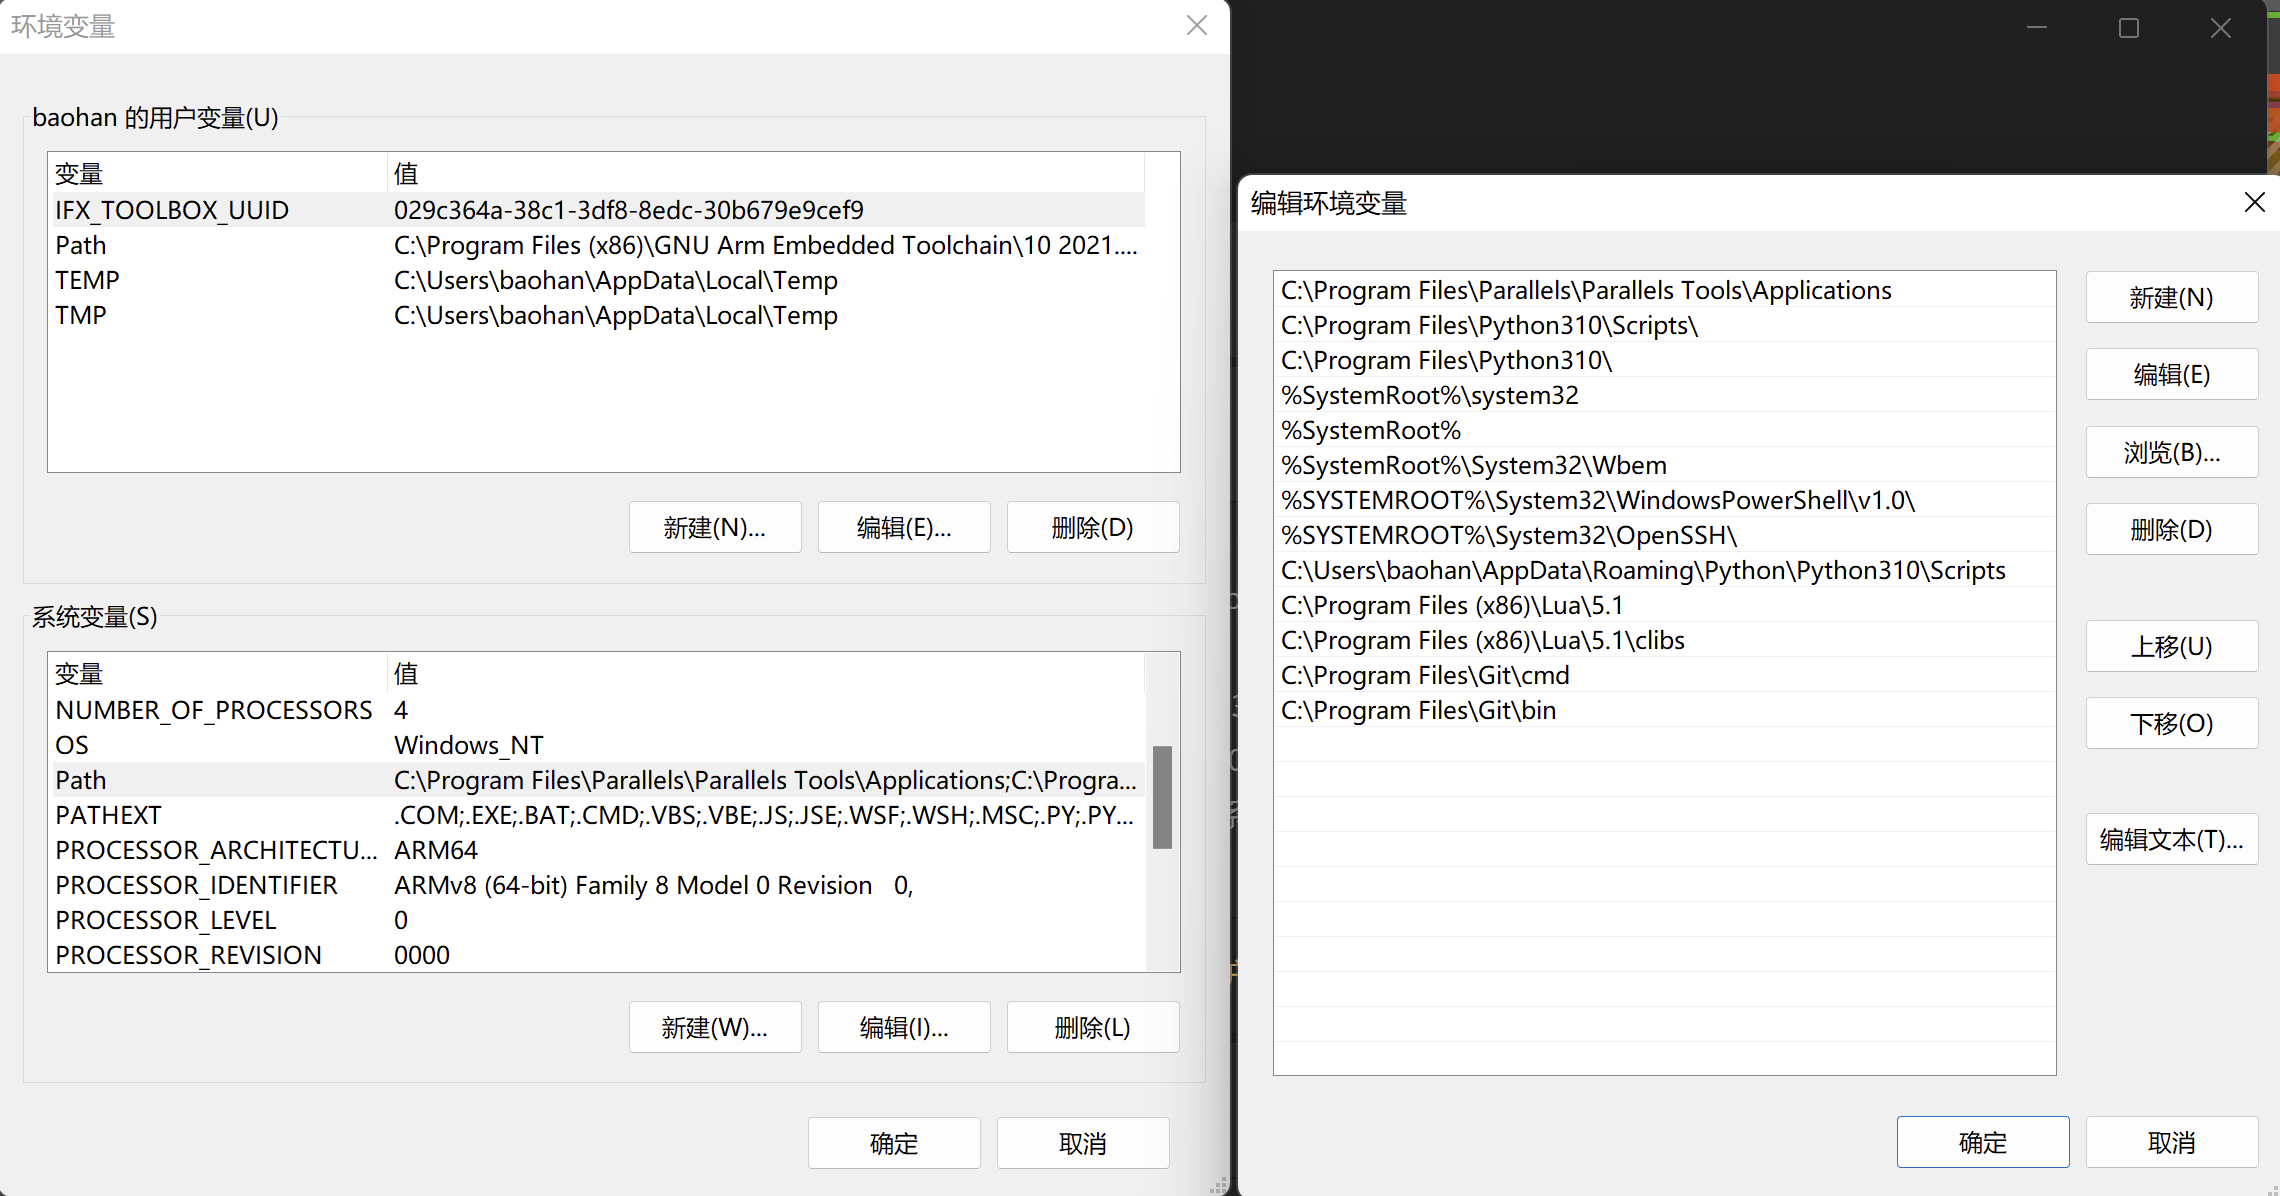 环境变量
baohan 的用户变量(U)
变量 值
IFX_TOOLBOX_UUID 029c364a-38c1-3df8-8edc-30b679e9cef9
Path C:\Program Files (x86)\GNU Arm Embedded Toolchain\10 2021....
TEMP C:\Users\baohan\AppData\Local\Temp
TMP C:\Users\baohan\AppData\Local\Temp
新建(N)... 编辑(E)... 删除(D)
系统变量(S)
变量 值
NUMBER_OF_PROCESSORS 4
OS Windows_NT
Path C:\Program Files\Parallels\Parallels Tools\Applications;C:\Progra...
PATHEXT .COM;.EXE;.BAT;.CMD;.VBS;.VBE;.JS;.JSE;.WSF;.WSH;.MSC;.PY;.PY...
PROCESSOR_ARCHITECTU... ARM64
PROCESSOR_IDENTIFIER ARMv8 (64-bit) Family 8 Model 0 Revision   0,
PROCESSOR_LEVEL 0
PROCESSOR_REVISION 0000
新建(W)... 编辑(I)... 删除(L)
确定 取消
编辑环境变量
C:\Program Files\Parallels\Parallels Tools\Applications
C:\Program Files\Python310\Scripts\
C:\Program Files\Python310\
%SystemRoot%\system32
%SystemRoot%
%SystemRoot%\System32\Wbem
%SYSTEMROOT%\System32\WindowsPowerShell\v1.0\
%SYSTEMROOT%\System32\OpenSSH\
C:\Users\baohan\AppData\Roaming\Python\Python310\Scripts
C:\Program Files (x86)\Lua\5.1
C:\Program Files (x86)\Lua\5.1\clibs
C:\Program Files\Git\cmd
C:\Program Files\Git\bin
新建(N)
编辑(E)
浏览(B)...
删除(D)
上移(U)
下移(O)
编辑文本(T)...
确定 取消